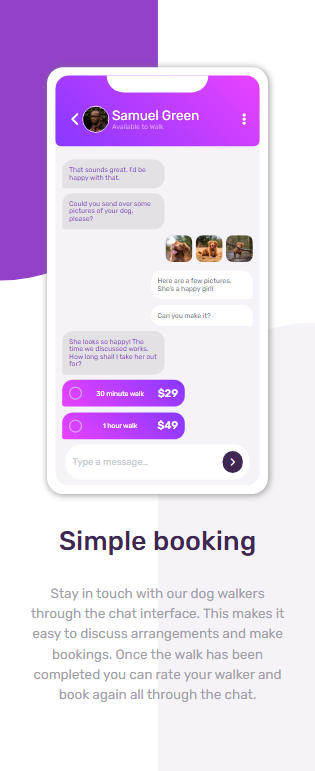 Samuel Green
Available to Walk
That sounds great. I'd be
happy with that.
Could you send over some
pictures of your dog,
please?
Here are a few pictures.
She's a happy girl!
Can you make it?
She looks so happy! The
time we discussed works.
How long shall I take her out
for?
30 minute walk $29
1 hour walk $49
Type a message…
Simple booking
Stay in touch with our dog walkers
through the chat interface. This makes it
easy to discuss arrangements and make
bookings. Once the walk has been
completed you can rate your walker and
book again all through the chat.